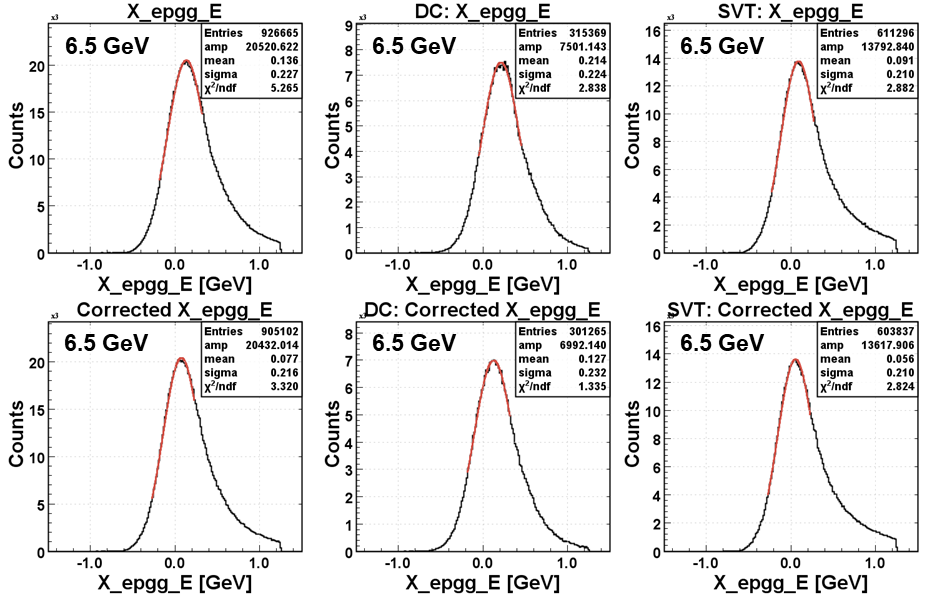 X_epgg_E
x3
6.5 GeV
Entries 926665
amp 20520.622
mean 0.136
sigma 0.227
χ²/ndf 5.265
20
15
10
5
0
Counts
-1.0 0.0 1.0
X_epgg_E [GeV]
DC: X_epgg_E
x3
6.5 GeV
Entries 315369
amp 7501.143
mean 0.214
sigma 0.224
χ²/ndf 2.838
9
8
7
6
5
4
3
2
1
0
Counts
-1.0 0.0 1.0
X_epgg_E [GeV]
SVT: X_epgg_E
x3
6.5 GeV
Entries 611296
amp 13792.840
mean 0.091
sigma 0.210
χ²/ndf 2.882
16
14
12
10
8
6
4
2
0
Counts
-1.0 0.0 1.0
X_epgg_E [GeV]
Corrected X_epgg_E
x3
6.5 GeV
Entries 905102
amp 20432.014
mean 0.077
sigma 0.216
χ²/ndf 3.320
20
15
10
5
0
Counts
-1.0 0.0 1.0
X_epgg_E [GeV]
DC: Corrected X_epgg_E
6.5 GeV
Entries 301265
amp 6992.140
mean 0.127
sigma 0.232
χ²/ndf 1.335
8
7
6
5
4
3
2
1
0
Counts
-1.0 0.0 1.0
X_epgg_E [GeV]
SVT: Corrected X_epgg_E
6.5 GeV
Entries 603837
amp 13617.906
mean 0.056
sigma 0.210
χ²/ndf 2.824
16
14
12
10
8
6
4
2
0
Counts
-1.0 0.0 1.0
X_epgg_E [GeV]